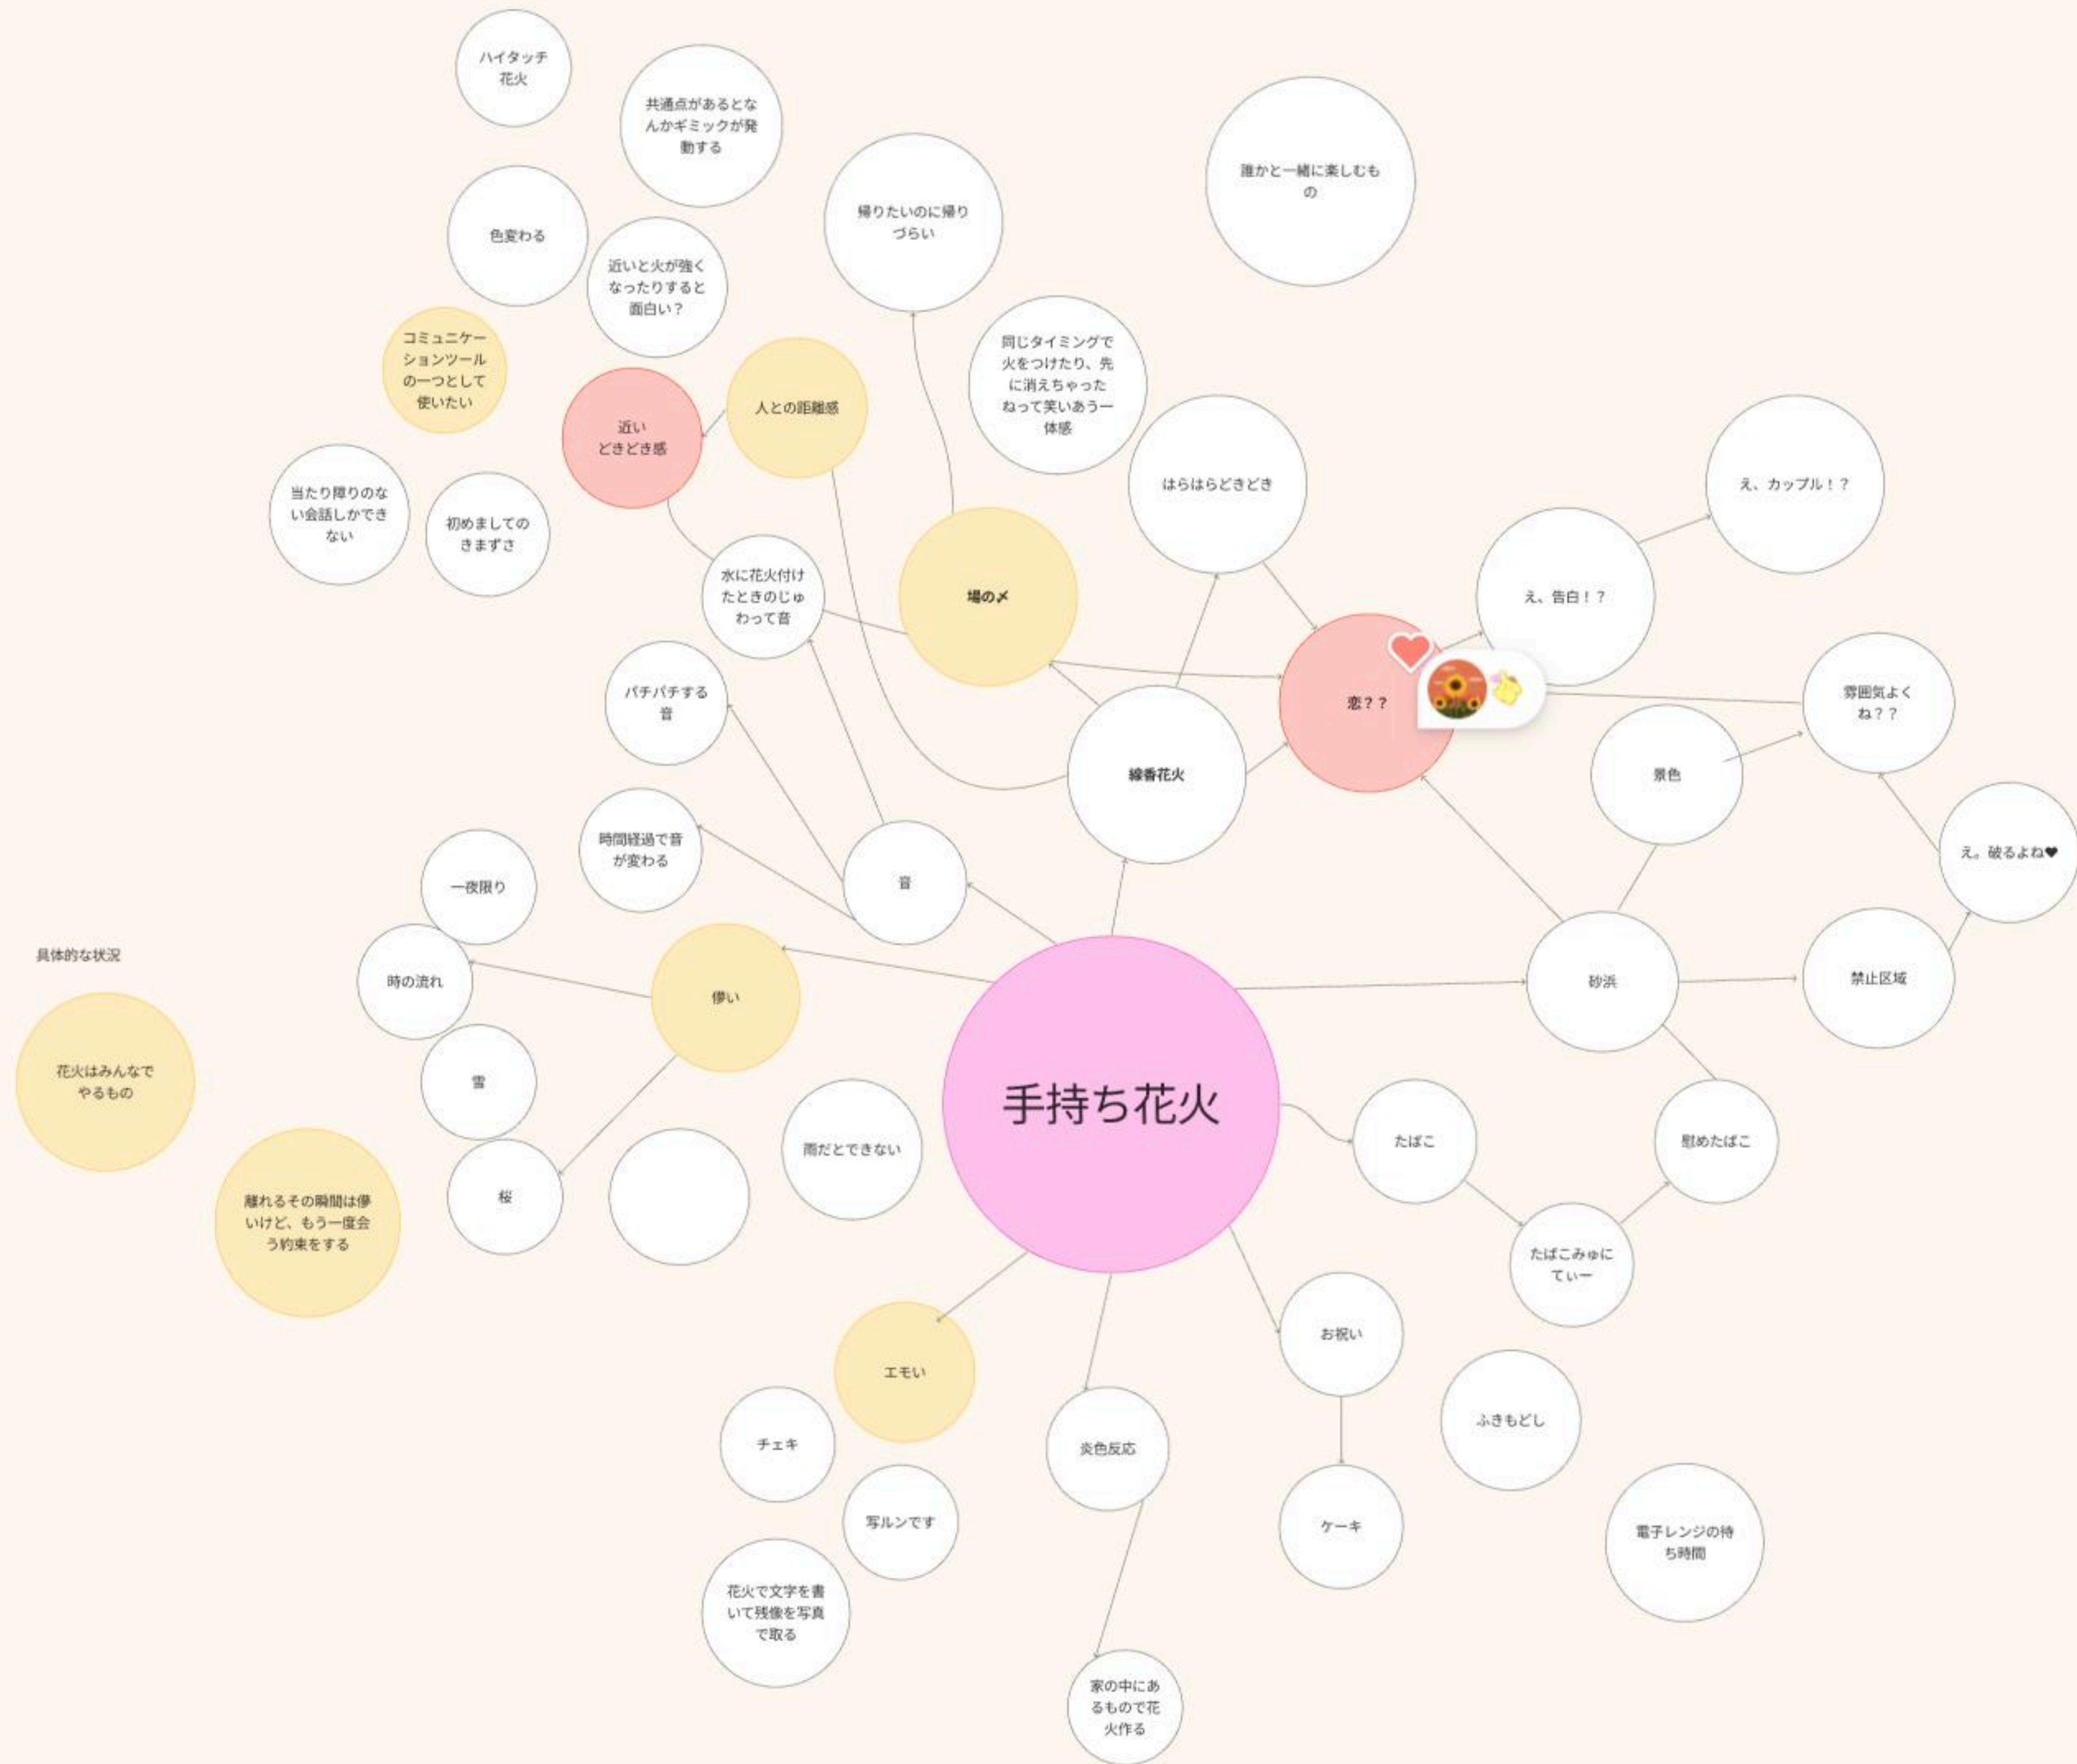 ハイタッチ
花火
共通点があるとな
んかギミックが発
動する
誰かと一緒に楽しむも
の
帰りたいのに帰り
づらい
色変わる
近いと火が強く
なったりすると
面白い？
コミュニケー
ションツール
の一つとして
使いたい
近い
どきどき感
人との距離感
同じタイミングで
火をつけたり、先
に消えちゃった
ねって笑いあう一
体感
はらはらどきどき
え、カップル！？
当たり障りのな
い会話しかでき
ない
初めましての
きまずさ
水に花火付け
たときのじゅ
わって音
場の〆
え、告白！？
パチパチする
音
恋？？
雰囲気よく
ね？？
線香花火
景色
時間経過で音
が変わる
音
え。破るよね♥
一夜限り
具体的な状況
時の流れ
儚い
砂浜
禁止区域
花火はみんなで
やるもの
雪
手持ち花火
雨だとできない
たばこ
慰めたばこ
離れるその瞬間は儚
いけど、もう一度会
う約束をする
桜
たばこみゅに
てぃー
お祝い
エモい
ふきもどし
チェキ
炎色反応
写ルンです
ケーキ
電子レンジの待
ち時間
花火で文字を書
いて残像を写真
で取る
家の中にあ
るもので花
火作る